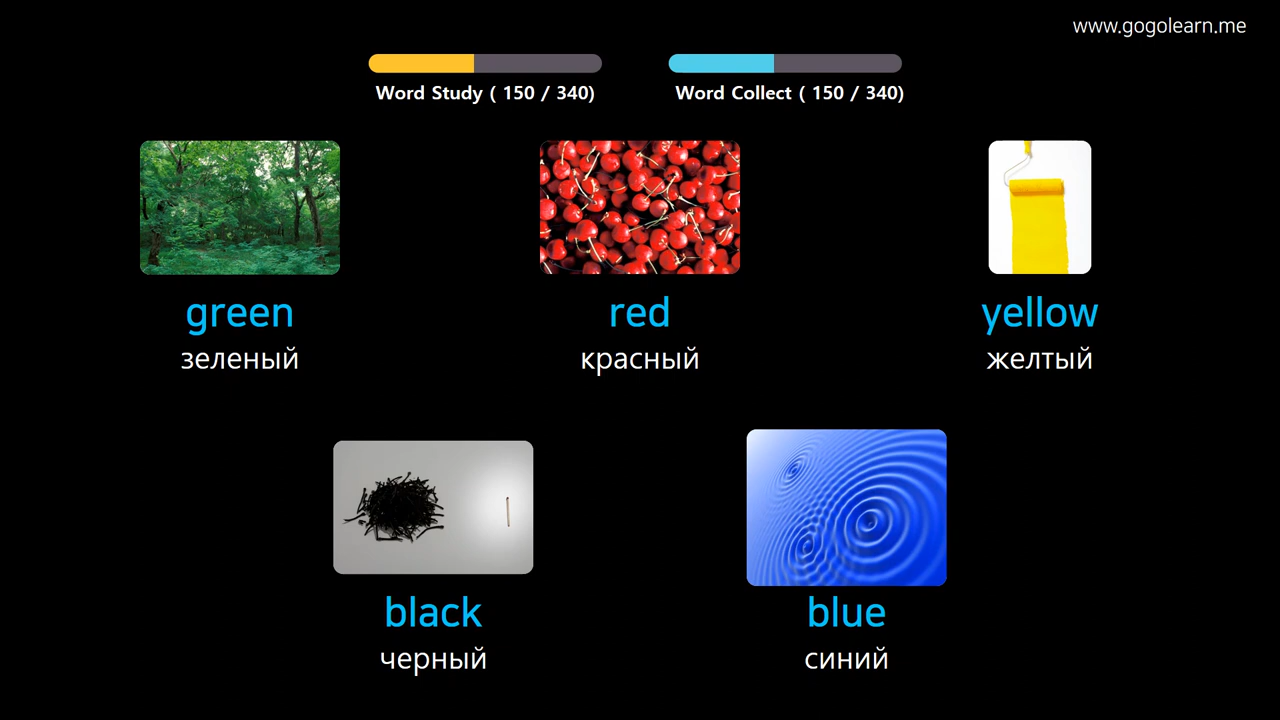 www.gogolearn.me
Word Study ( 150 / 340)
Word Collect ( 150 / 340)
green
зеленый
red
красный
yellow
желтый
black
черный
blue
синий